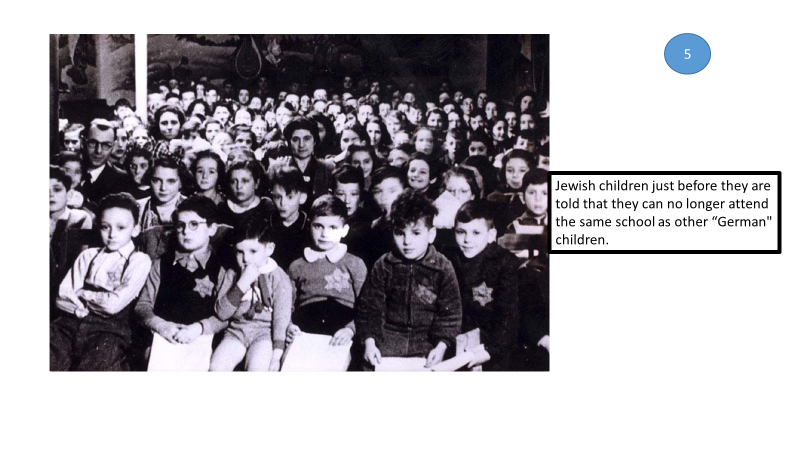 5
Jewish children just before they are
told that they can no longer attend
the same school as other “German"
children.